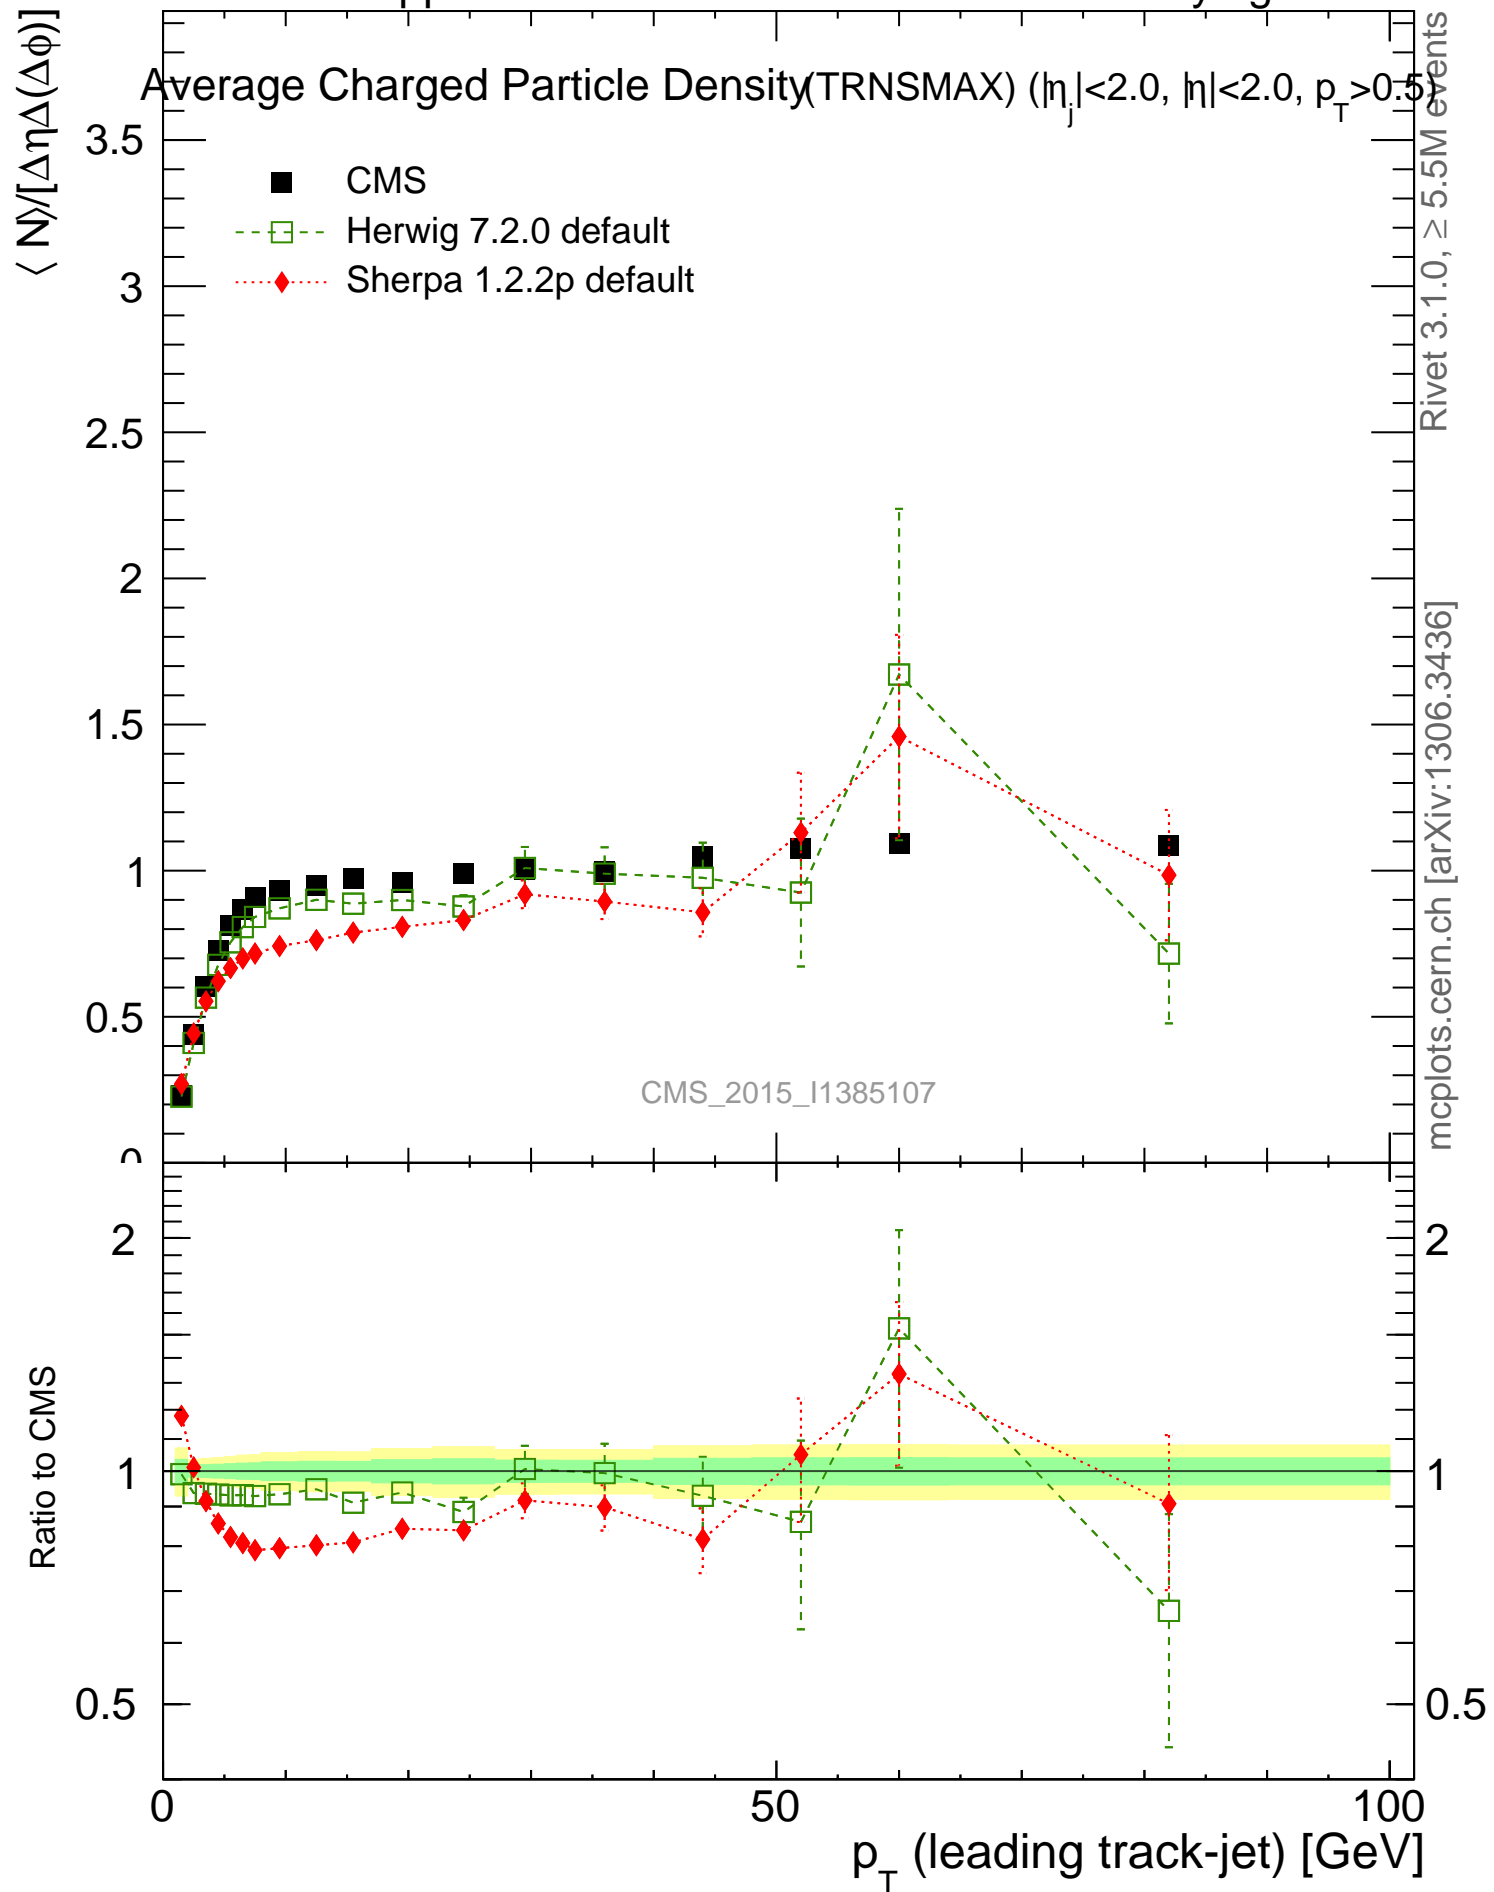 Average Charged Particle Density (TRNSMAX) (|η_j|<2.0, |η|<2.0, p_T>0.5)
⟨ N⟩/[ΔηΔ(Δϕ)]
3.5
3
2.5
2
1.5
1
0.5
0
CMS
Herwig 7.2.0 default
Sherpa 1.2.2p default
CMS_2015_I1385107
Rivet 3.1.0, ≥ 5.5M events
mcplots.cern.ch [arXiv:1306.3436]
Ratio to CMS
2
1
0.5
2
1
0.5
0
50
100
p_T (leading track-jet) [GeV]